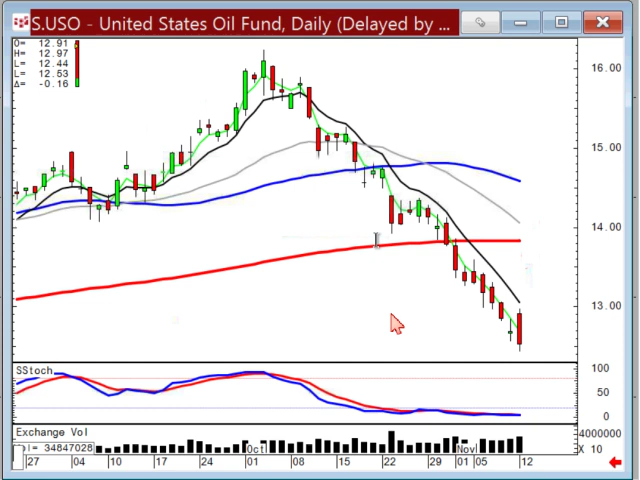 S.USO - United States Oil Fund, Daily (Delayed by ...
O= 12.91
H= 12.97
L= 12.44
L= 12.53
Δ= -0.16
16.00
15.00
14.00
13.00
SStoch
100
50
0
Exchange Vol
4000000
Vol= 34847028
X 10
27 04 10 17 24 Oct 01 08 15 22 29 Nov 01 05 12